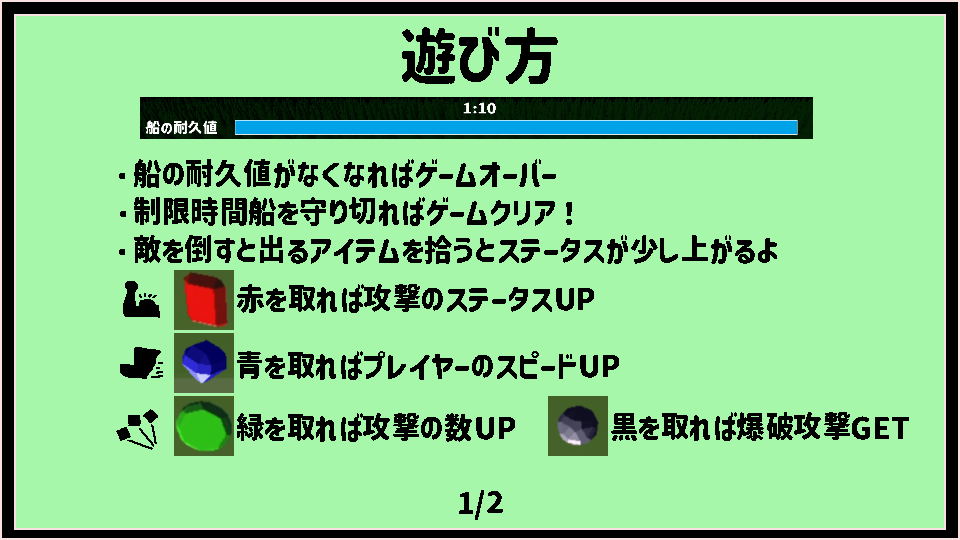 遊び方
1:10
船の耐久値
・船の耐久値がなくなればゲームオーバー
・制限時間船を守り切ればゲームクリア！
・敵を倒すと出るアイテムを拾うとステータスが少し上がるよ
赤を取れば攻撃のステータスUP
青を取ればプレイヤーのスピードUP
緑を取れば攻撃の数UP 黒を取れば爆破攻撃GET
1/2